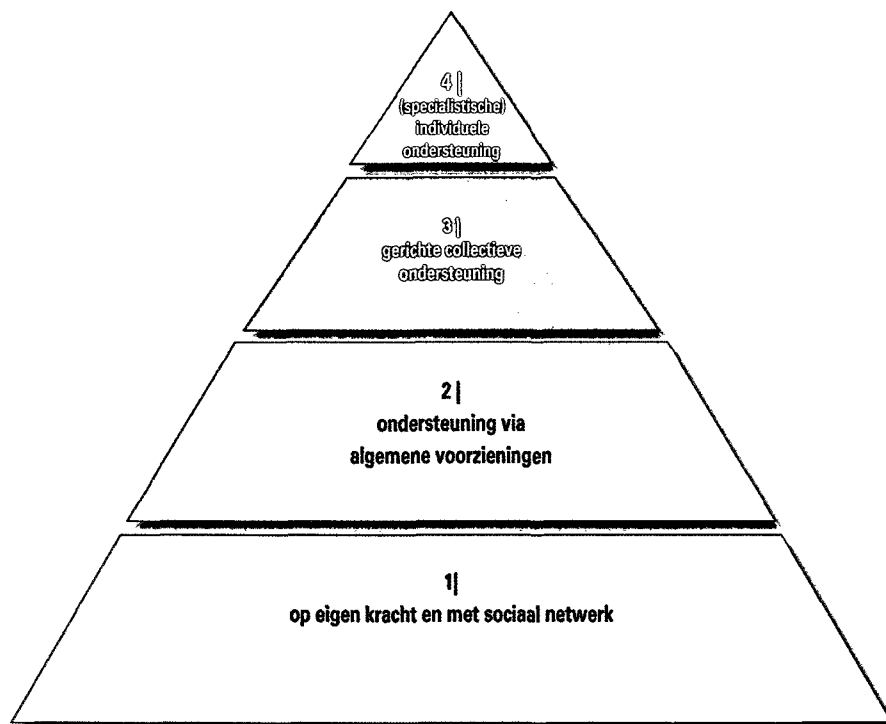 4 |
(specialistische)
individuele
ondersteuning
3 |
gerichte collectieve
ondersteuning
2 |
ondersteuning via
algemene voorzieningen
1 |
op eigen kracht en met sociaal netwerk